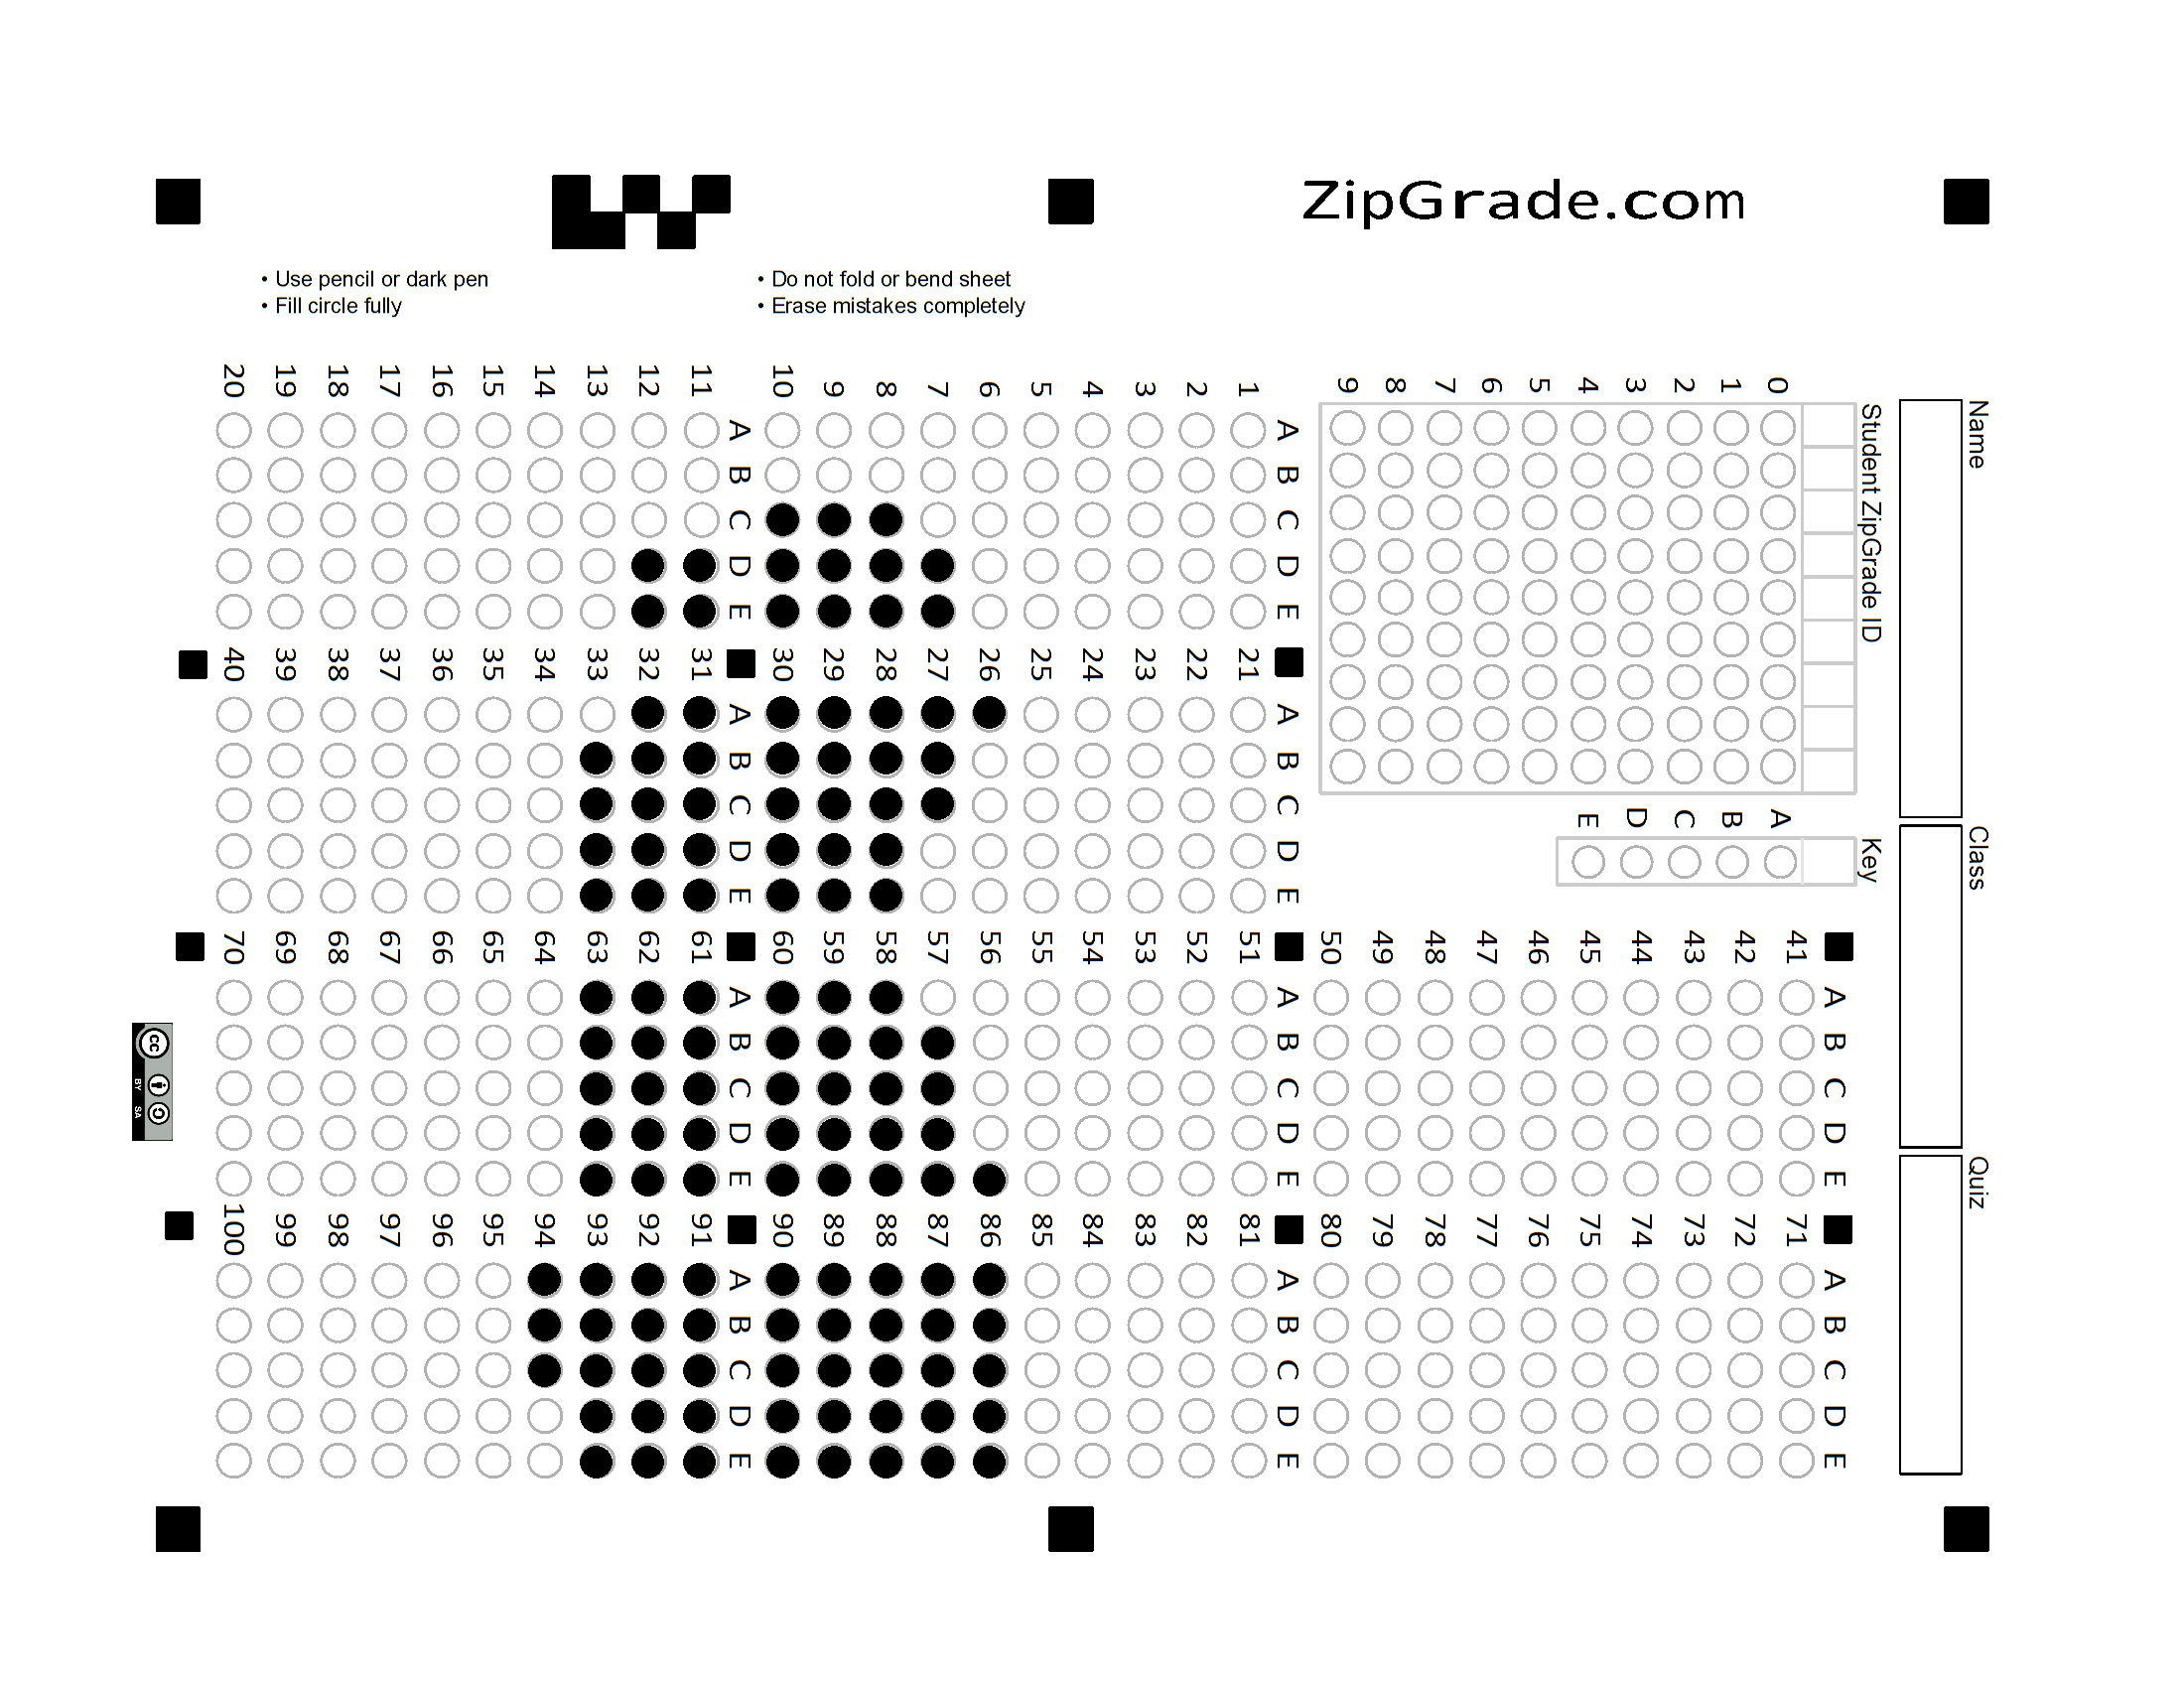 ZipGrade.com
• Use pencil or dark pen
• Fill circle fully
• Do not fold or bend sheet
• Erase mistakes completely
Name
Class
Quiz
Student ZipGrade ID
0 1 2 3 4 5 6 7 8 9
Key
A B C D E
A B C D E
1 2 3 4 5 6 7 8 9 10
A B C D E
11 12 13 14 15 16 17 18 19 20
A B C D E
21 22 23 24 25 26 27 28 29 30
A B C D E
31 32 33 34 35 36 37 38 39 40
A B C D E
41 42 43 44 45 46 47 48 49 50
A B C D E
51 52 53 54 55 56 57 58 59 60
A B C D E
61 62 63 64 65 66 67 68 69 70
A B C D E
71 72 73 74 75 76 77 78 79 80
A B C D E
81 82 83 84 85 86 87 88 89 90
A B C D E
91 92 93 94 95 96 97 98 99 100
cc
BY SA